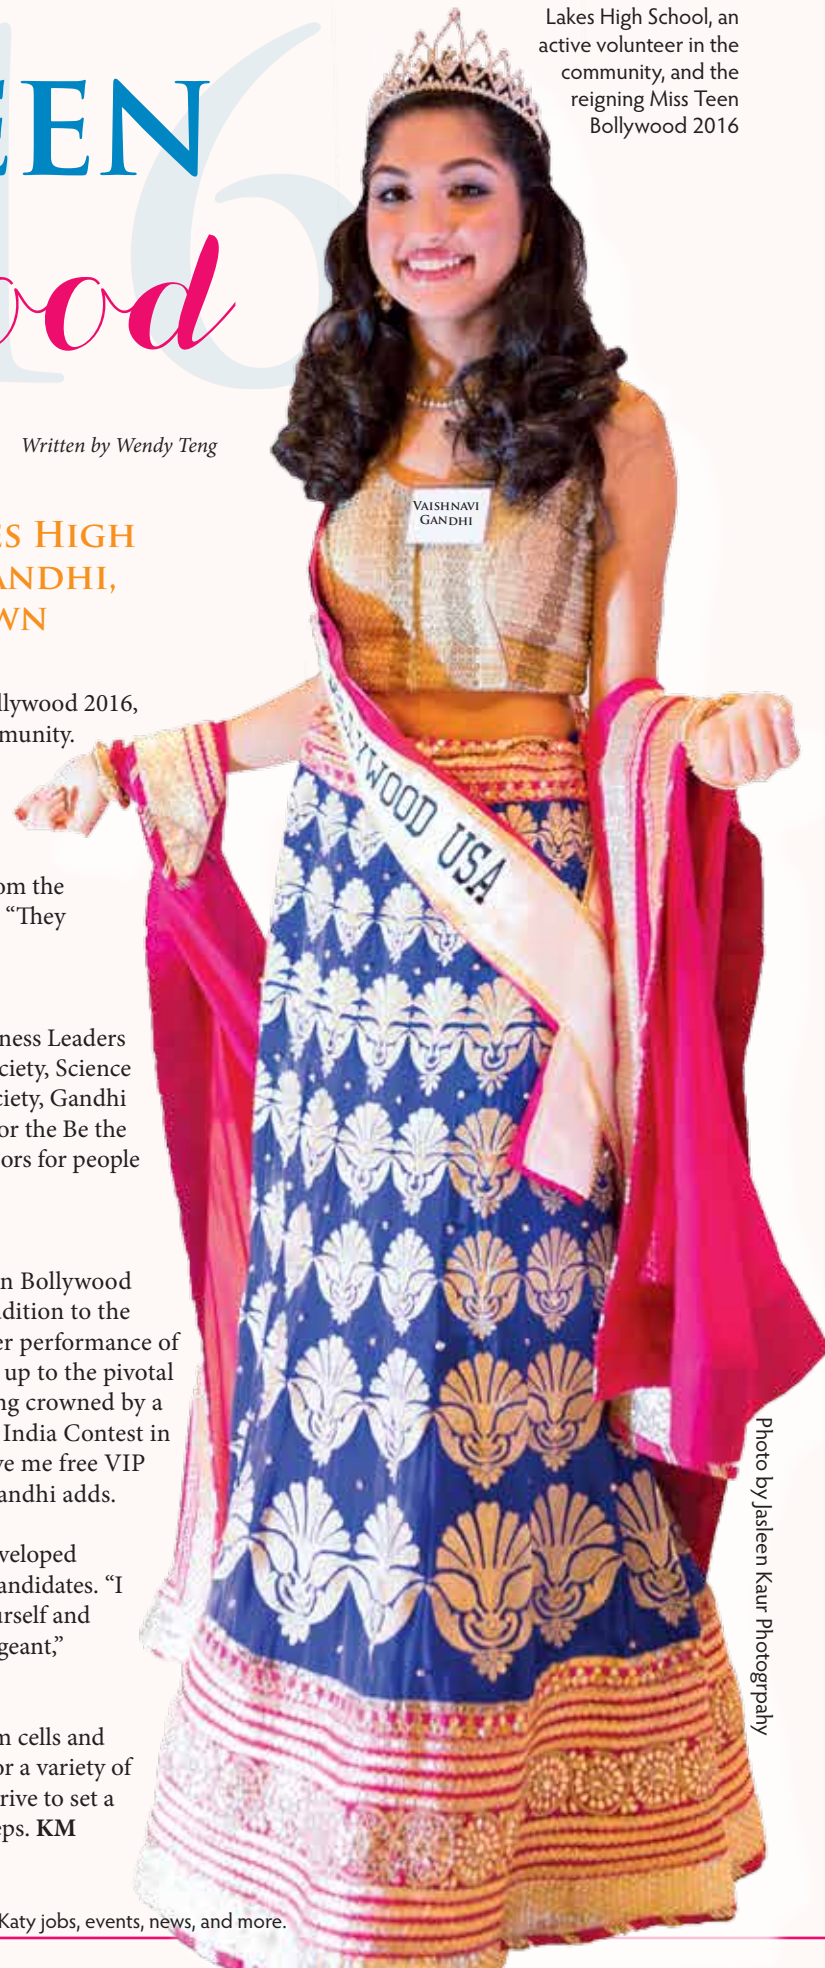 Lakes High School, an
active volunteer in the
community, and the
reigning Miss Teen
Bollywood 2016
16
EEN
ood
Written by Wendy Teng
VAISHNAVI
GANDHI
ES HIGH
ANDHI,
WN
llywood 2016,
munity.
LYWOOD USA
om the
“They
ness Leaders
ciety, Science
ciety, Gandhi
or the Be the
ors for people
n Bollywood
dition to the
er performance of
up to the pivotal
ng crowned by a
India Contest in
ve me free VIP
andhi adds.
veloped
andidates. “I
urself and
geant,”
m cells and
or a variety of
rive to set a
eps. KM
Photo by Jasleen Kaur Photogrpahy
Katy jobs, events, news, and more.